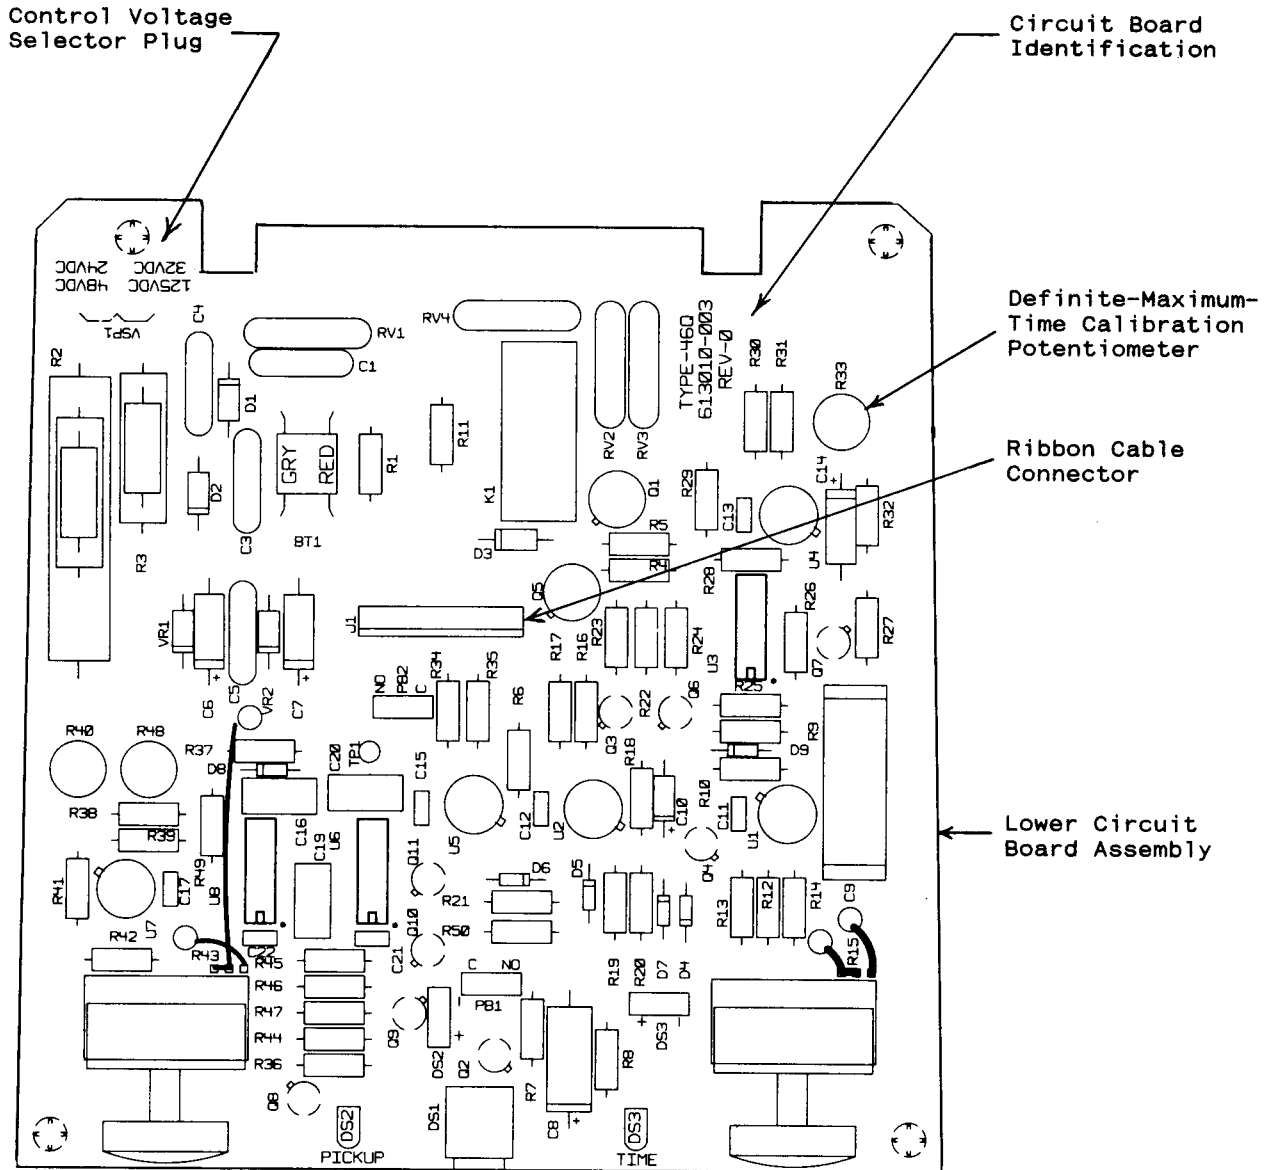 Control Voltage
Selector Plug
Circuit Board
Identification
24VDC 32VDC
48VDC 125VDC
VSP1
C4
RV1
RV4
C1
R2
D1
TYPE-46Q
613010-003
REV-0
R30
R31
R33
Definite-Maximum-
Time Calibration
Potentiometer
R11
R1
GRY
RED
RV2
RV3
Ribbon Cable
Connector
D2
K1
Q1
R29
C13
C14
R32
R3
C3
BT1
D3
R5
R4
U4
R28
Q5
VR1
J1
R17
R16
R23
R24
U3
R26
Q7
R27
C6
C5
VR2
C7
NO
PB2
C
R34
R35
R6
R22
Q6
R25
R40
R48
R37
D8
C20
TP1
C15
Q3
R18
D9
R9
R38
R39
R49
C16
C19
U6
U5
C12
U2
C10
R10
C11
U1
Q4
Lower Circuit
Board Assembly
R41
C17
U7
U8
Q11
R21
D6
D5
R13
R12
R14
C9
R42
R43
C22
R45
C21
Q10
R50
R15
R46
C
NO
R19
R20
D7
D4
R47
R44
R36
Q9
DS2
PB1
DS3
Q2
R7
R8
Q8
DS2
PICKUP
DS1
C8
DS3
TIME